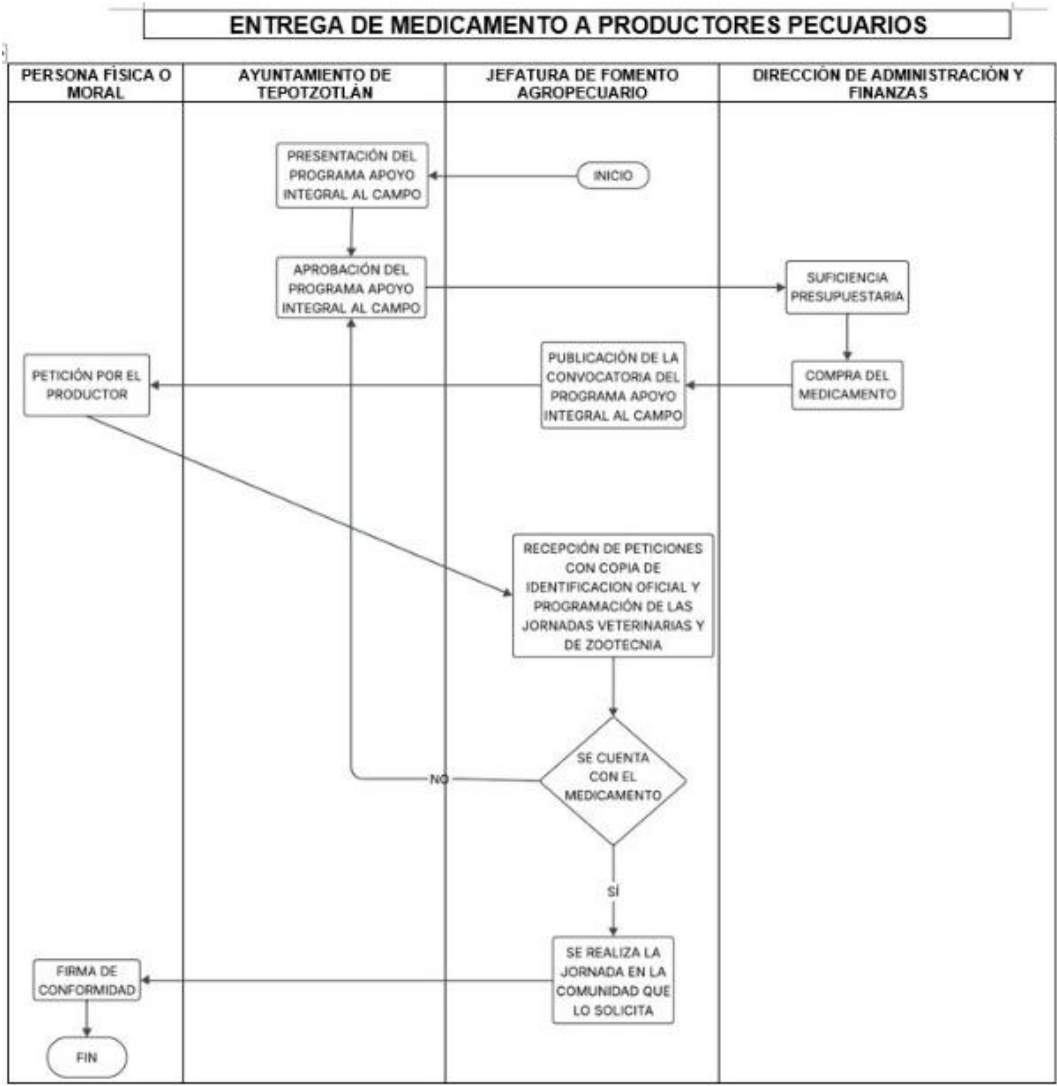 ENTREGA DE MEDICAMENTO A PRODUCTORES PECUARIOS
PERSONA FÍSICA O
MORAL
AYUNTAMIENTO DE
TEPOTZOTLÁN
JEFATURA DE FOMENTO
AGROPECUARIO
DIRECCIÓN DE ADMINISTRACIÓN Y
FINANZAS
INICIO
PRESENTACIÓN DEL
PROGRAMA APOYO
INTEGRAL AL CAMPO
APROBACIÓN DEL
PROGRAMA APOYO
INTEGRAL AL CAMPO
SUFICIENCIA
PRESUPUESTARIA
COMPRA DEL
MEDICAMENTO
PUBLICACIÓN DE LA
CONVOCATORIA DEL
PROGRAMA APOYO
INTEGRAL AL CAMPO
PETICIÓN POR EL
PRODUCTOR
RECEPCIÓN DE PETICIONES
CON COPIA DE
IDENTIFICACION OFICIAL Y
PROGRAMACIÓN DE LAS
JORNADAS VETERINARIAS Y
DE ZOOTECNIA
SE CUENTA
CON EL
MEDICAMENTO
NO
SÍ
SE REALIZA LA
JORNADA EN LA
COMUNIDAD QUE
LO SOLICITA
FIRMA DE
CONFORMIDAD
FIN